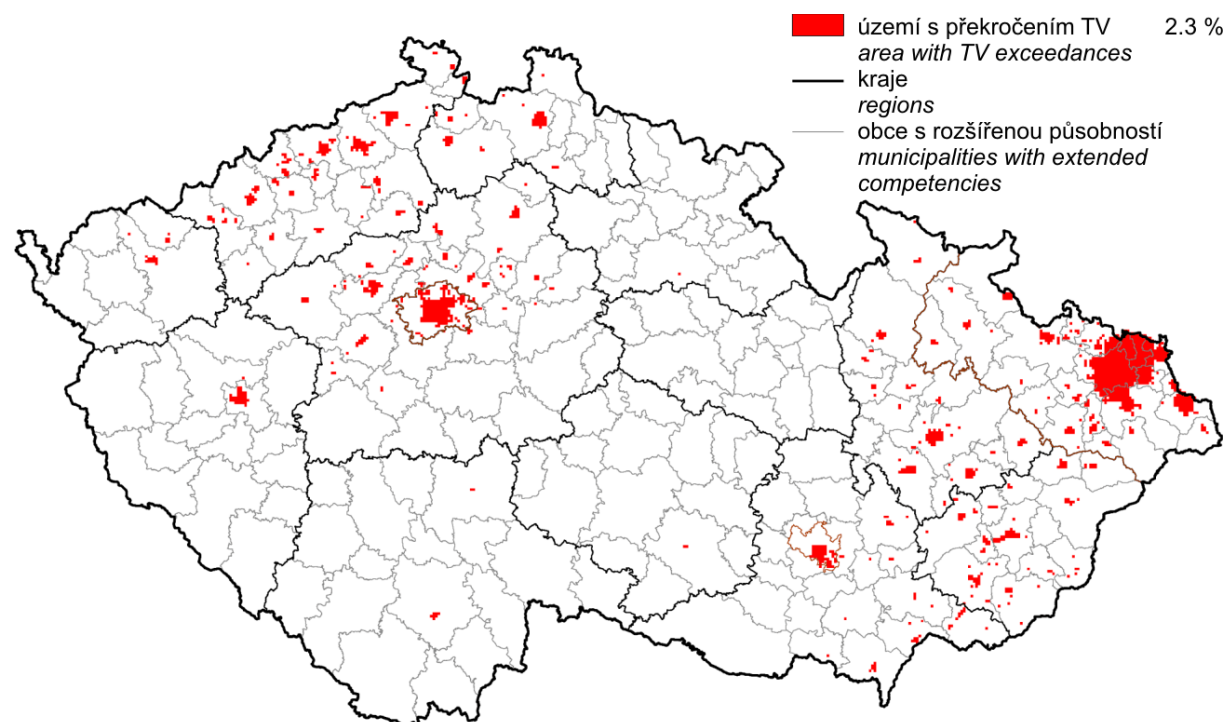 území s překročením TV 2.3 %
area with TV exceedances
kraje
regions
obce s rozšířenou působností
municipalities with extended
competencies